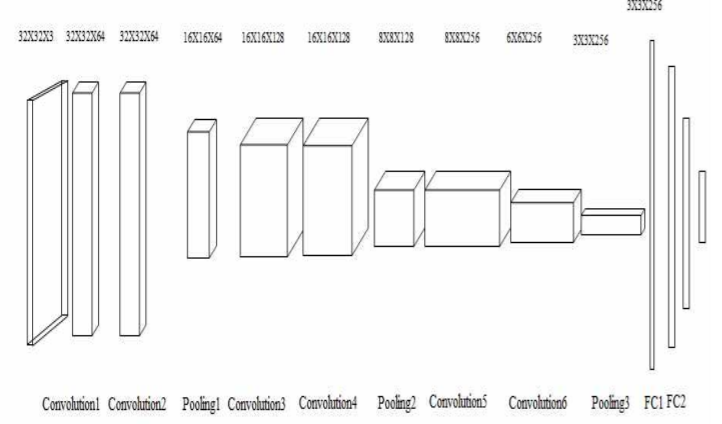 3X3X256
32X32X3 32X32X64 32X32X64 16X16X64 16X16X128 16X16X128 8X8X128 8X8X256 6X6X256 3X3X256
Convolution1 Convolution2 Pooling1 Convolution3 Convolution4 Pooling2 Convolution5 Convolution6 Pooling3 FC1 FC2